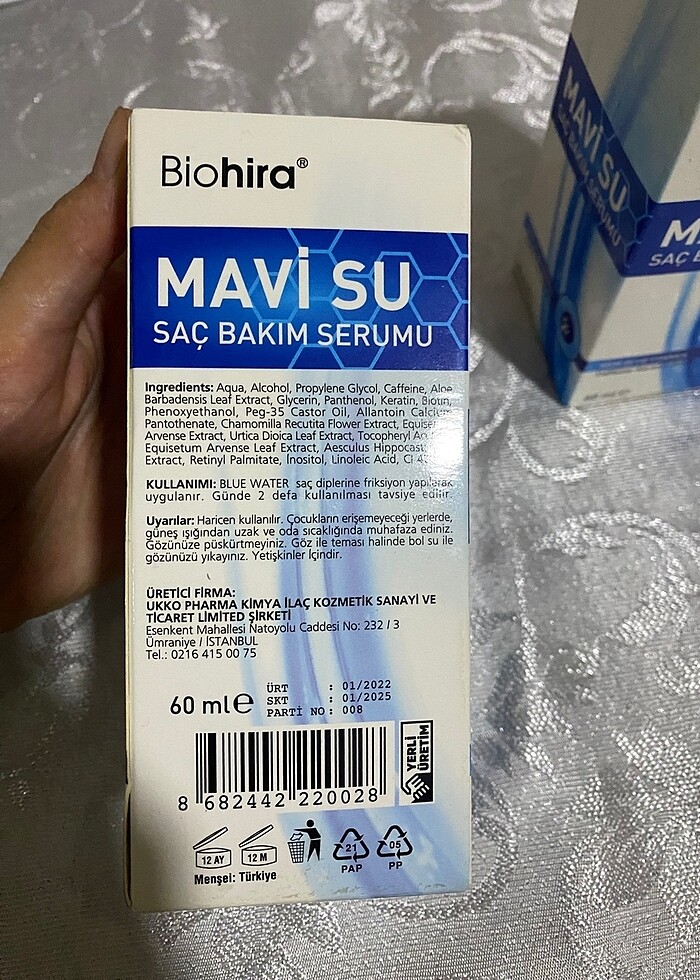 Biohira®
MAVİ SU
SAÇ BAKIM SERUMU
Ingredients: Aqua, Alcohol, Propylene Glycol, Caffeine, Aloe
Barbadensis Leaf Extract, Glycerin, Panthenol, Keratin, Biotin,
Phenoxyethanol, Peg-35 Castor Oil, Allantoin Calcium
Pantothenate, Chamomilla Recutita Flower Extract,
Arvense Extract, Urtica Dioica Leaf Extract, Tocopheryl
Equisetum Arvense Leaf Extract, Aesculus
Extract, Retinyl Palmitate, Inositol, Linoleic Acid, CI
KULLANIMI: BLUE WATER saç diplerine friksiyon yapılarak
uygulanır. Günde 2 defa kullanılması tavsiye edilir.
Uyarılar: Haricen kullanılır. Çocukların erişemeyeceği yerlerde,
güneş ışığından uzak ve oda sıcaklığında muhafaza ediniz.
Gözünüze püskürtmeyiniz. Göz ile teması halinde bol su ile
gözünüzü yıkayınız. Yetişkinler İçindir.
ÜRETİCİ FİRMA:
UKKO PHARMA KİMYA İLAÇ KOZMETİK SANAYİ VE
TİCARET LİMİTED ŞİRKETİ
Esenkent Mahallesi Natoyolu Caddesi No: 232 / 3
Ümraniye / İSTANBUL
Tel.: 0216 415 00 75
60 ml e
ÜRT : 01/2022
SKT : 01/2025
PARTİ NO : 008
8 682442 220028
YERLİ
ÜRETİM
12 AY
12 M
21
PAP
05
PP
Menşei: Türkiye
MAVİ SU
SAÇ BAKIM SERUMU